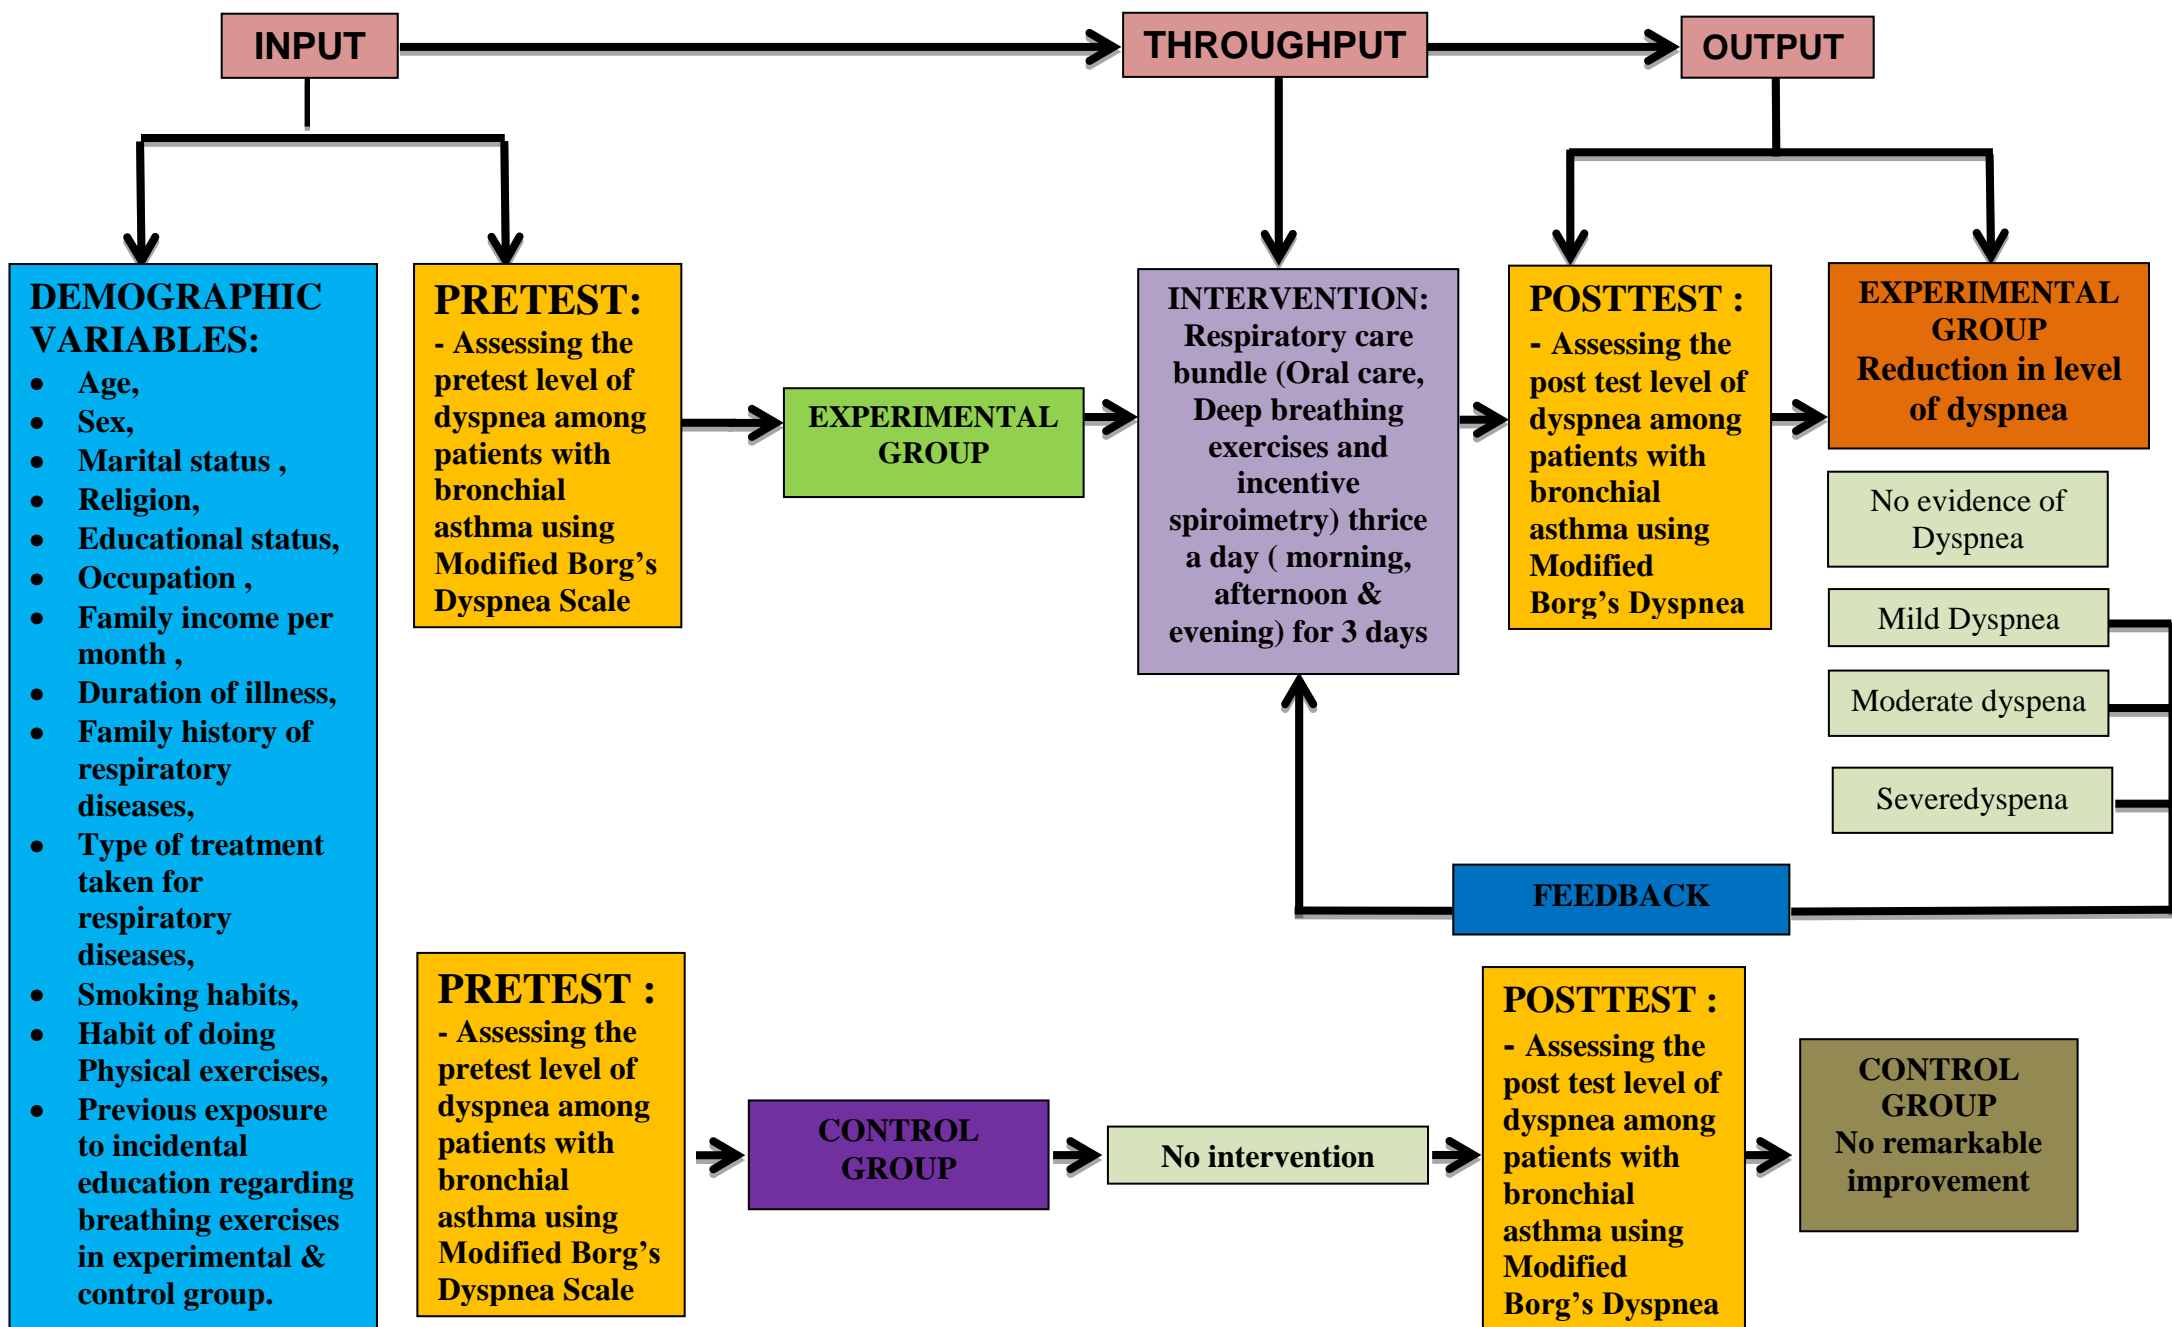 INPUT
THROUGHPUT
OUTPUT
DEMOGRAPHIC
VARIABLES:
• Age,
• Sex,
• Marital status ,
• Religion,
• Educational status,
• Occupation ,
• Family income per
month ,
• Duration of illness,
• Family history of
respiratory
diseases,
• Type of treatment
taken for
respiratory
diseases,
• Smoking habits,
• Habit of doing
Physical exercises,
• Previous exposure
to incidental
education regarding
breathing exercises
in experimental &
control group.
PRETEST:
- Assessing the
pretest level of
dyspnea among
patients with
bronchial
asthma using
Modified Borg’s
Dyspnea Scale
EXPERIMENTAL
GROUP
INTERVENTION:
Respiratory care
bundle (Oral care,
Deep breathing
exercises and
incentive
spiroimetry) thrice
a day ( morning,
afternoon &
evening) for 3 days
POSTTEST :
- Assessing the
post test level of
dyspnea among
patients with
bronchial
asthma using
Modified
Borg’s Dyspnea
EXPERIMENTAL
GROUP
Reduction in level
of dyspnea
No evidence of
Dyspnea
Mild Dyspnea
Moderate dyspena
Severedyspena
FEEDBACK
PRETEST :
- Assessing the
pretest level of
dyspnea among
patients with
bronchial
asthma using
Modified Borg’s
Dyspnea Scale
CONTROL
GROUP
No intervention
POSTTEST :
- Assessing the
post test level of
dyspnea among
patients with
bronchial
asthma using
Modified
Borg’s Dyspnea
CONTROL
GROUP
No remarkable
improvement